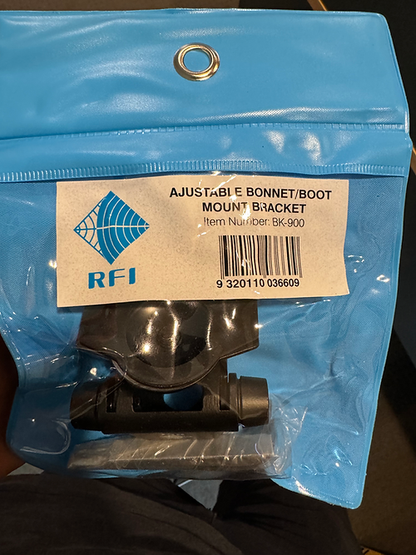 AJUSTABLE BONNET/BOOT
MOUNT BRACKET
Item Number: BK-900
RFI
9 320110 036609